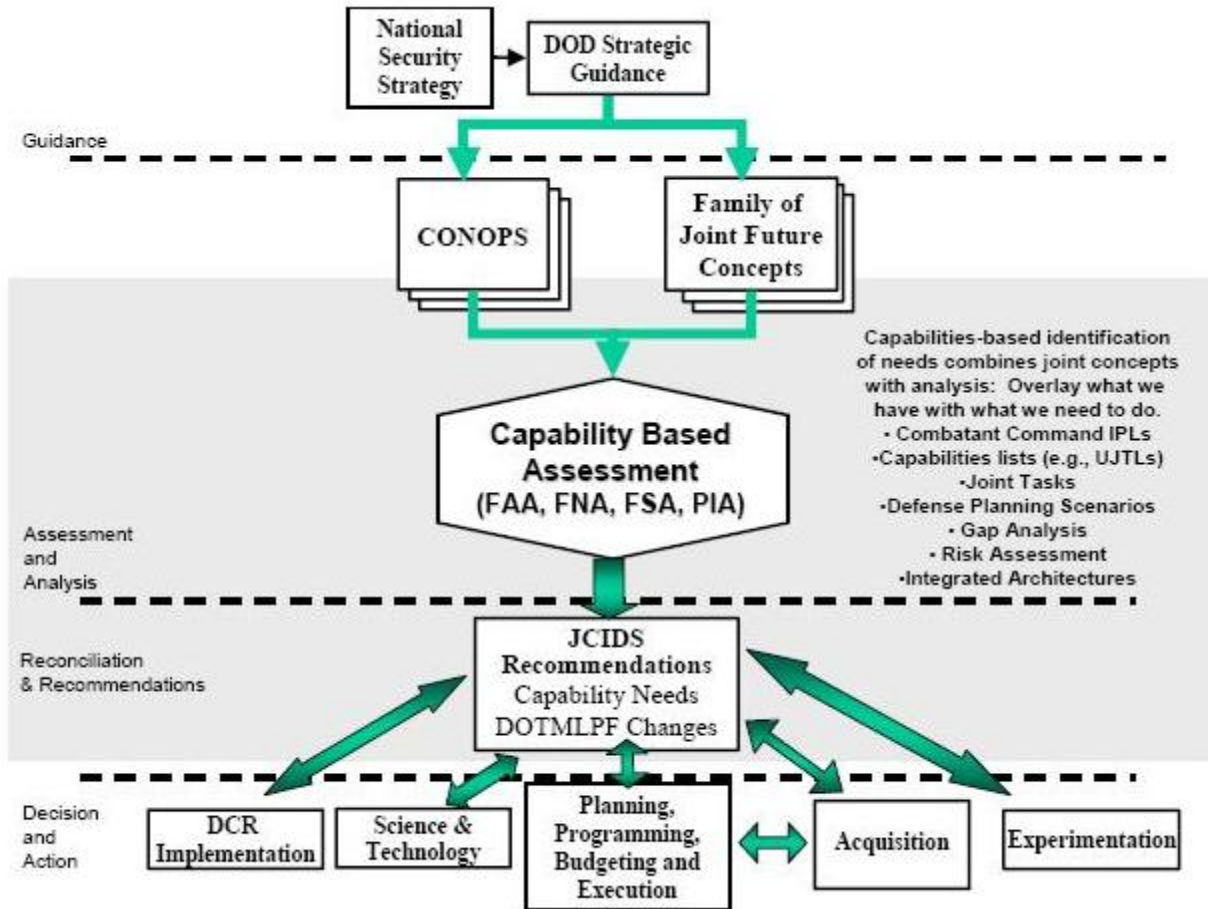 National
Security
Strategy
DOD Strategic
Guidance
Guidance
CONOPS
Family of
Joint Future
Concepts
Capabilities-based identification
of needs combines joint concepts
with analysis: Overlay what we
have with what we need to do.
• Combatant Command IPLs
•Capabilities lists (e.g., UJTLs)
•Joint Tasks
•Defense Planning Scenarios
• Gap Analysis
• Risk Assessment
•Integrated Architectures
Capability Based
Assessment
(FAA, FNA, FSA, PIA)
Assessment
and
Analysis
Reconciliation
& Recommendations
JCIDS
Recommendations
Capability Needs
DOTMLPF Changes
Decision
and
Action
DCR
Implementation
Science &
Technology
Planning,
Programming,
Budgeting and
Execution
Acquisition
Experimentation